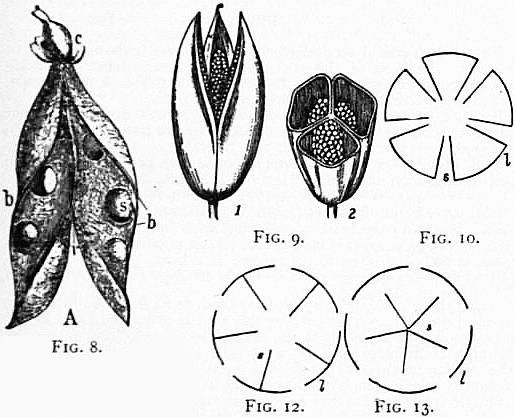 c
b
s
b
A
FIG. 8.
1
2
FIG. 9.
s
l
FIG. 10.
s
l
FIG. 12.
s
l
FIG. 13.